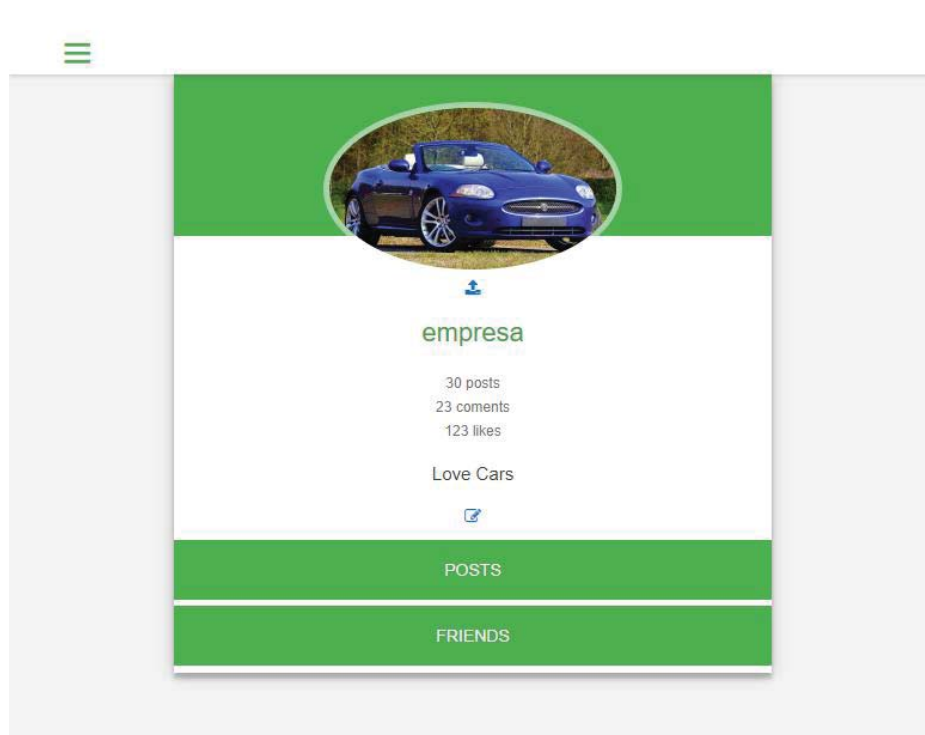 empresa
30 posts
23 coments
123 likes
Love Cars
POSTS
FRIENDS